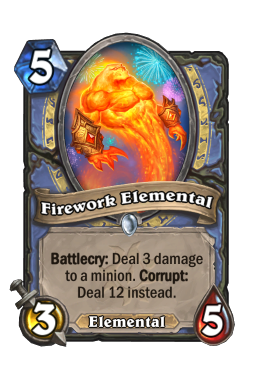 5
Firework Elemental
Battlecry: Deal 3 damage
to a minion. Corrupt:
Deal 12 instead.
3
Elemental
5